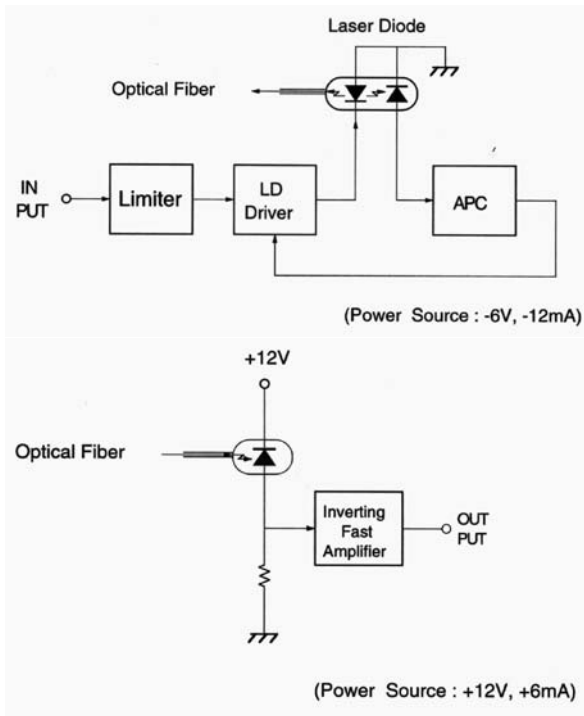 Laser Diode
Optical Fiber
IN
PUT
Limiter
LD
Driver
APC
(Power Source : -6V, -12mA)
+12V
Optical Fiber
Inverting
Fast
Amplifier
OUT
PUT
(Power Source : +12V, +6mA)